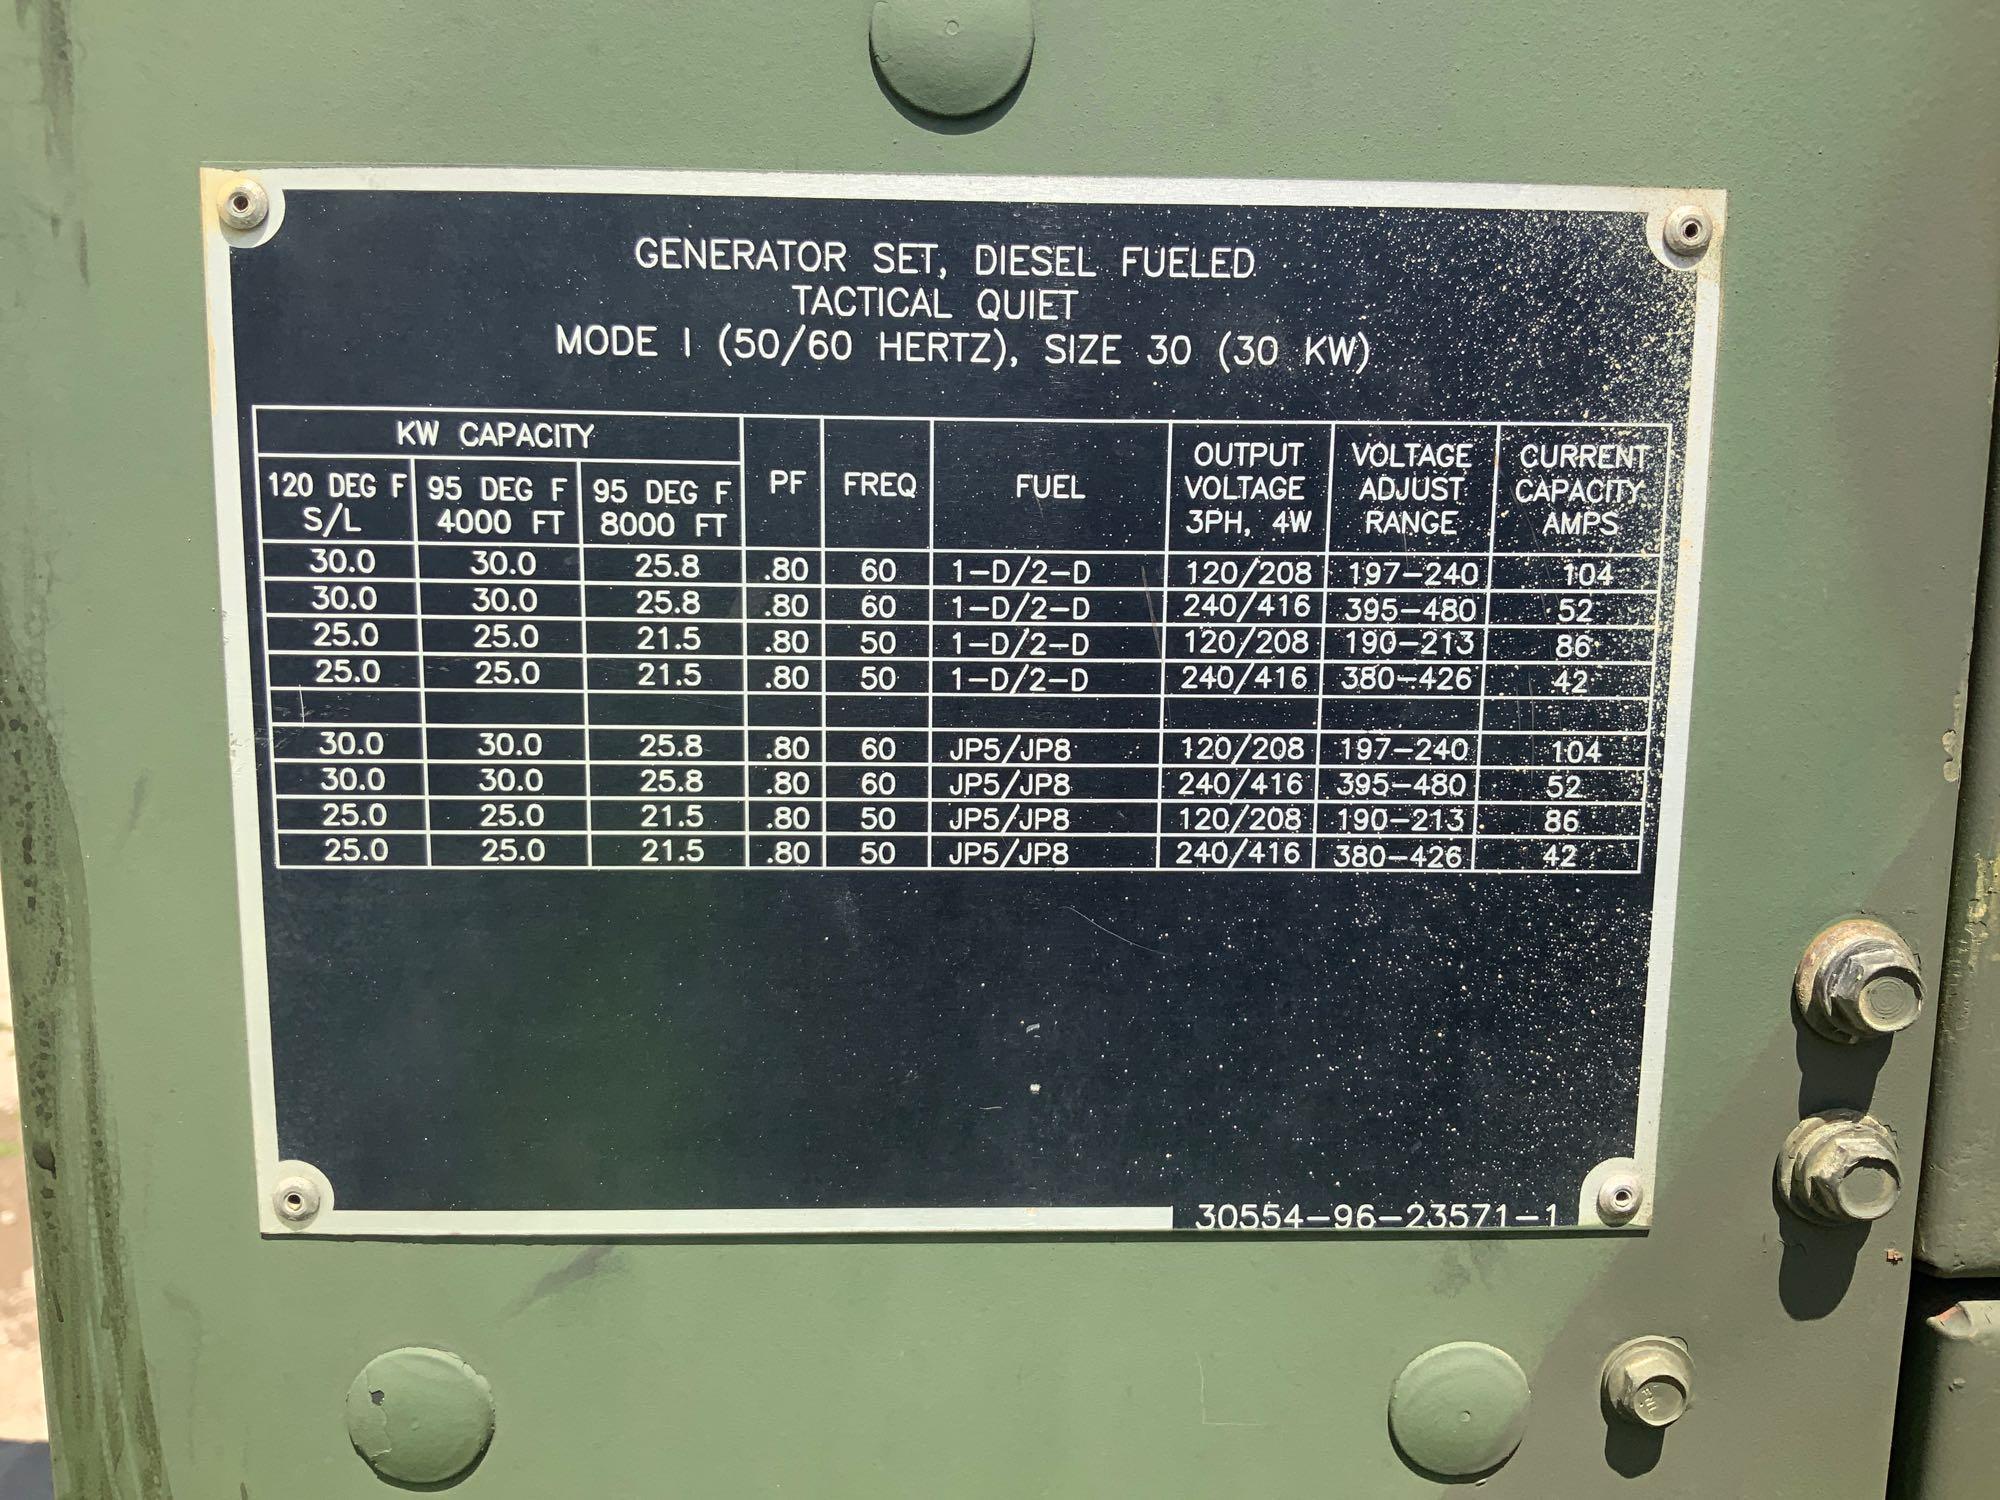 GENERATOR SET, DIESEL FUELED
TACTICAL QUIET
MODE I (50/60 HERTZ), SIZE 30 (30 KW)
KW CAPACITY
120 DEG F S/L 95 DEG F 4000 FT 95 DEG F 8000 FT PF FREQ FUEL OUTPUT VOLTAGE 3PH, 4W VOLTAGE ADJUST RANGE CURRENT CAPACITY AMPS
30.0 30.0 25.8 .80 60 1-D/2-D 120/208 197-240 104
30.0 30.0 25.8 .80 60 1-D/2-D 240/416 395-480 52
25.0 25.0 21.5 .80 50 1-D/2-D 120/208 190-213 86
25.0 25.0 21.5 .80 50 1-D/2-D 240/416 380-426 42
30.0 30.0 25.8 .80 60 JP5/JP8 120/208 197-240 104
30.0 30.0 25.8 .80 60 JP5/JP8 240/416 395-480 52
25.0 25.0 21.5 .80 50 JP5/JP8 120/208 190-213 86
25.0 25.0 21.5 .80 50 JP5/JP8 240/416 380-426 42
30554-96-23571-1